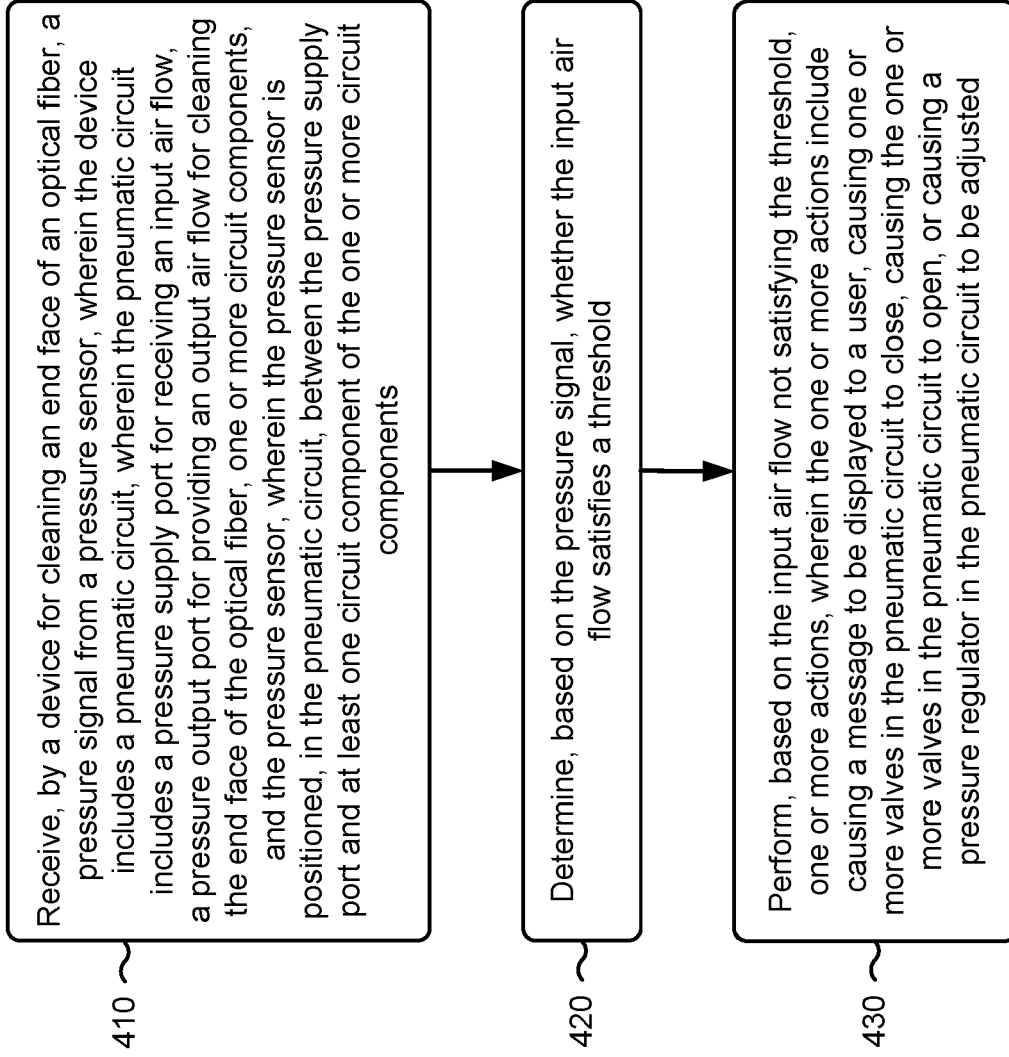 410
Receive, by a device for cleaning an end face of an optical fiber, a
pressure signal from a pressure sensor, wherein the device
includes a pneumatic circuit, wherein the pneumatic circuit
includes a pressure supply port for receiving an input air flow,
a pressure output port for providing an output air flow for cleaning
the end face of the optical fiber, one or more circuit components,
and the pressure sensor, wherein the pressure sensor is
positioned, in the pneumatic circuit, between the pressure supply
port and at least one circuit component of the one or more circuit
components
420
Determine, based on the pressure signal, whether the input air
flow satisfies a threshold
430
Perform, based on the input air flow not satisfying the threshold,
one or more actions, wherein the one or more actions include
causing a message to be displayed to a user, causing one or
more valves in the pneumatic circuit to close, causing the one or
more valves in the pneumatic circuit to open, or causing a
pressure regulator in the pneumatic circuit to be adjusted